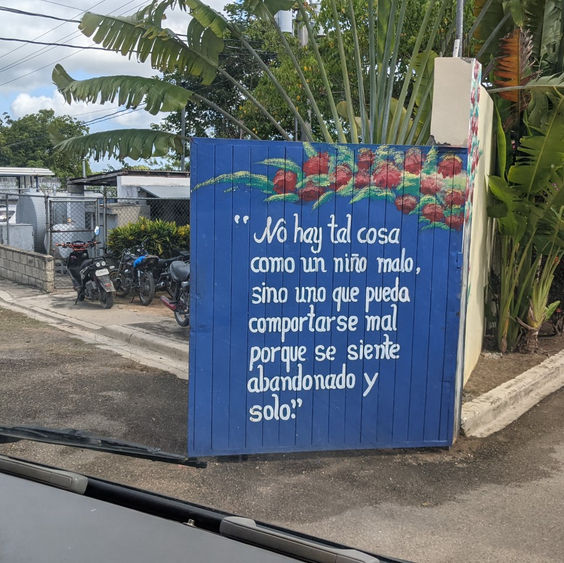 “ No hay tal cosa
como un niño malo,
sino uno que pueda
comportarse mal
porque se siente
abandonado y
solo.”